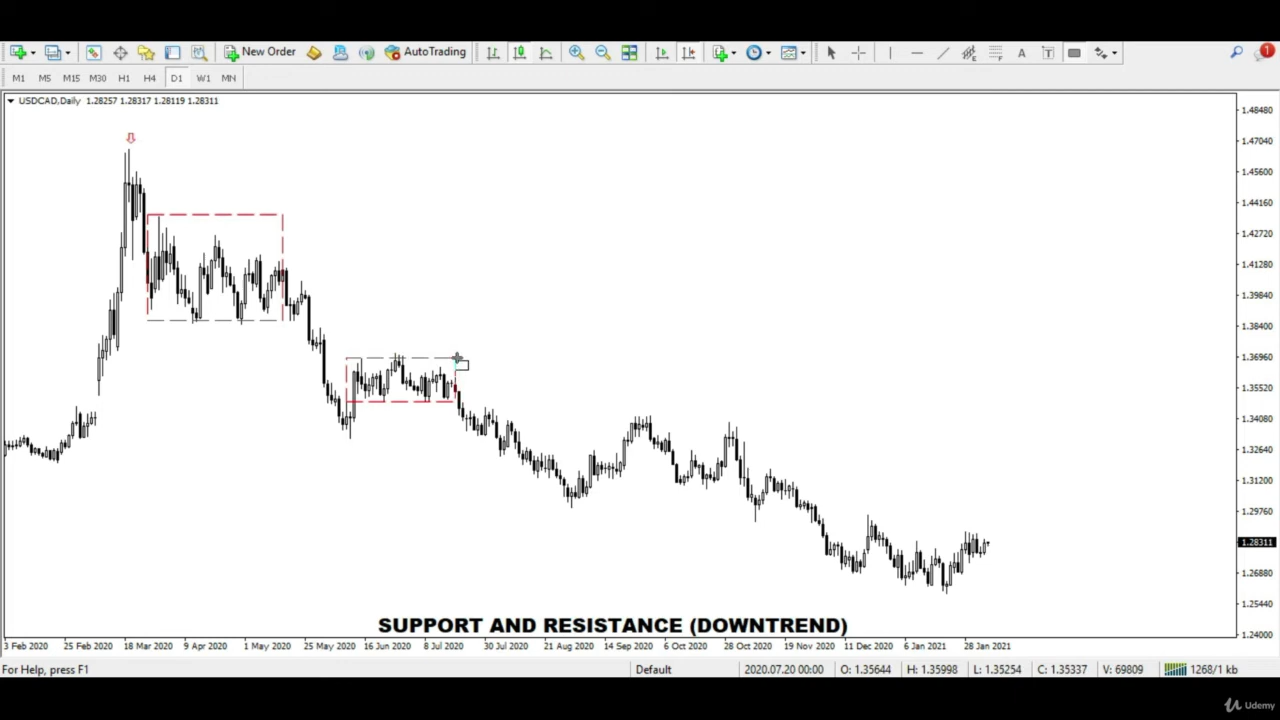 New Order AutoTrading A T 1
M1 M5 M15 M30 H1 H4 D1 W1 MN
USDCAD,Daily 1.28257 1.28317 1.28119 1.28311
1.48480
1.47040
1.45600
1.44160
1.42720
1.41280
1.39840
1.38400
1.36960
1.35520
1.34080
1.32640
1.31200
1.29760
1.28311
1.26880
1.25440
1.24000
SUPPORT AND RESISTANCE (DOWNTREND)
3 Feb 2020 25 Feb 2020 18 Mar 2020 9 Apr 2020 1 May 2020 25 May 2020 16 Jun 2020 8 Jul 2020 30 Jul 2020 21 Aug 2020 14 Sep 2020 6 Oct 2020 28 Oct 2020 19 Nov 2020 11 Dec 2020 6 Jan 2021 28 Jan 2021
For Help, press F1 Default 2020.07.20 00:00 O: 1.35644 H: 1.35998 L: 1.35254 C: 1.35337 V: 69809 1268/1 kb
Udemy